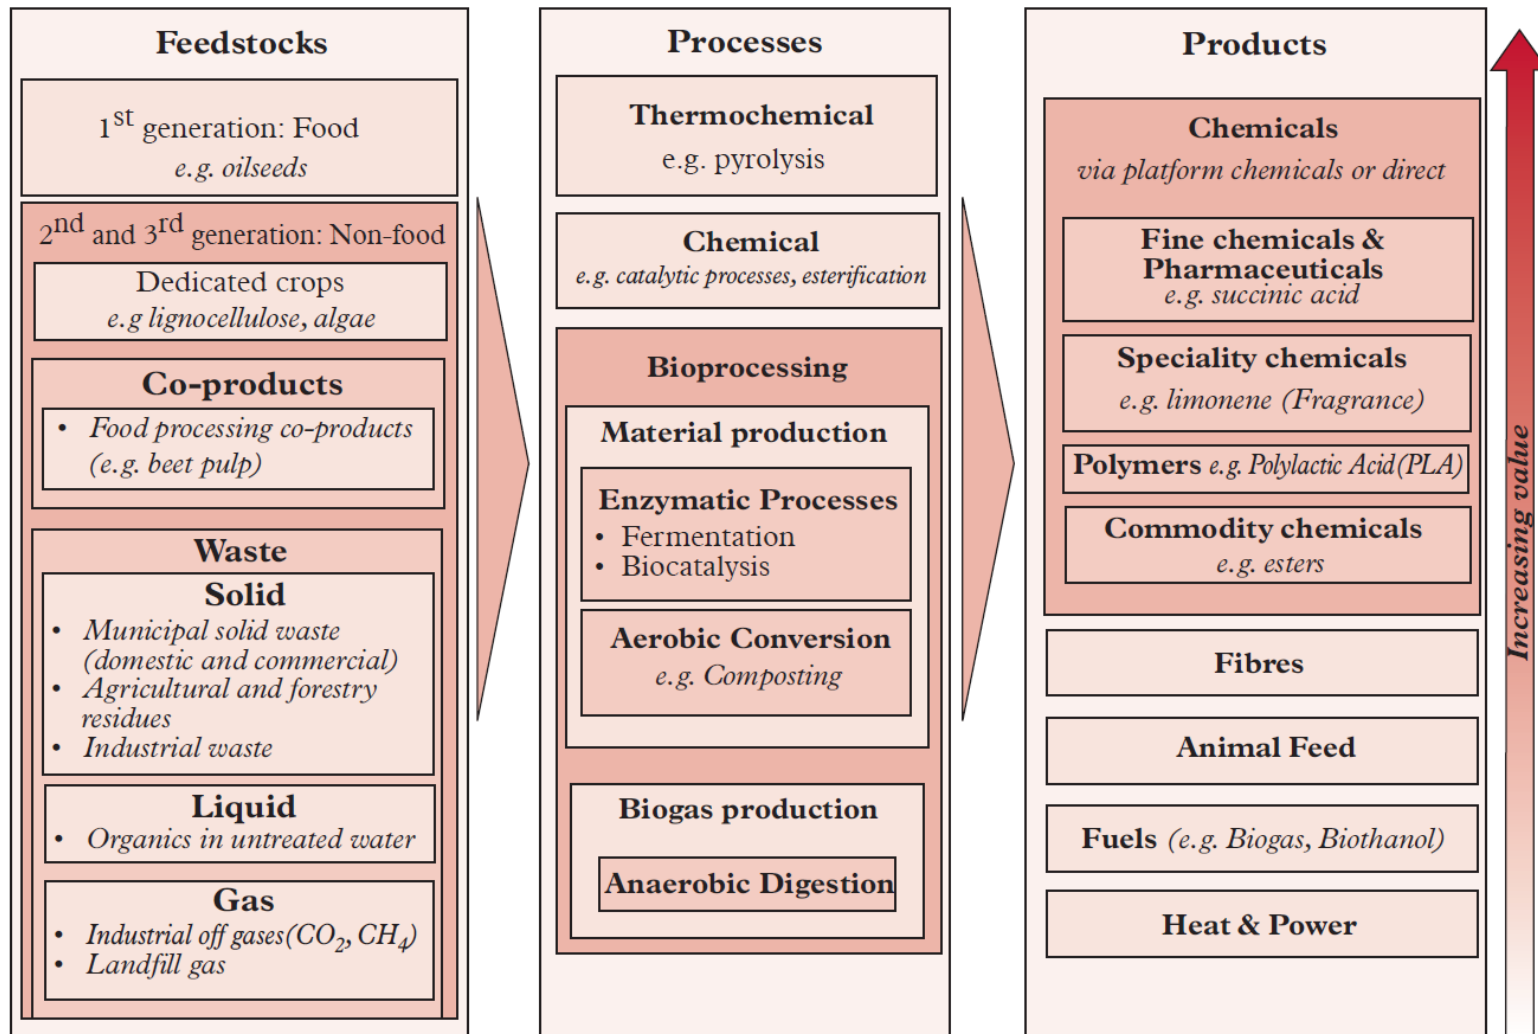 Feedstocks
1st generation: Food
e.g. oilseeds
2nd and 3rd generation: Non-food
Dedicated crops
e.g lignocellulose, algae
Co-products
• Food processing co-products
(e.g. beet pulp)
Waste
Solid
• Municipal solid waste
(domestic and commercial)
• Agricultural and forestry
residues
• Industrial waste
Liquid
• Organics in untreated water
Gas
• Industrial off gases(CO2, CH4)
• Landfill gas
Processes
Thermochemical
e.g. pyrolysis
Chemical
e.g. catalytic processes, esterification
Bioprocessing
Material production
Enzymatic Processes
• Fermentation
• Biocatalysis
Aerobic Conversion
e.g. Composting
Biogas production
Anaerobic Digestion
Products
Chemicals
via platform chemicals or direct
Fine chemicals &
Pharmaceuticals
e.g. succinic acid
Speciality chemicals
e.g. limonene (Fragrance)
Polymers e.g. Polylactic Acid(PLA)
Commodity chemicals
e.g. esters
Fibres
Animal Feed
Fuels (e.g. Biogas, Biothanol)
Heat & Power
Increasing value